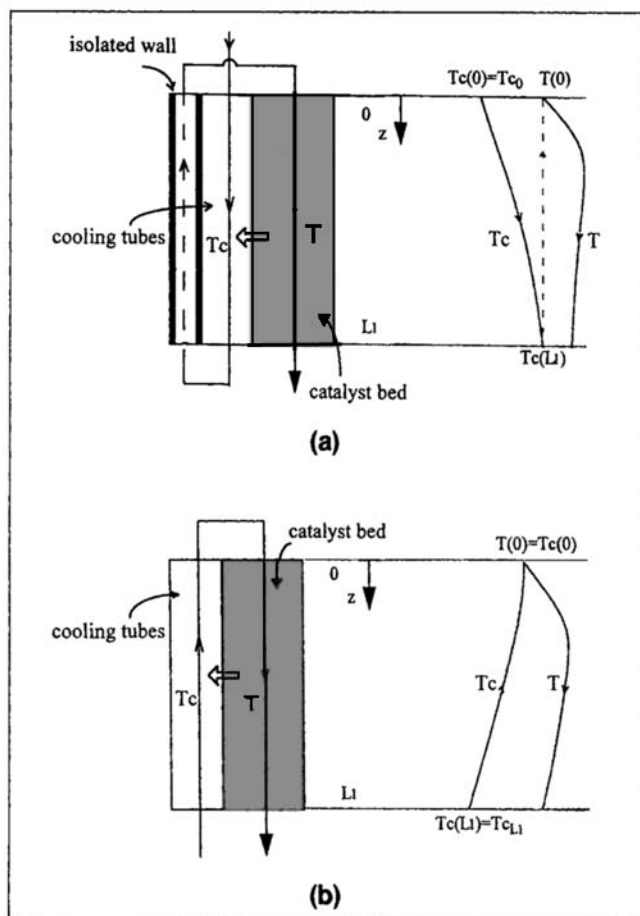 isolated wall
Tc(0)=Tc0 T(0)
0
z
cooling tubes
Tc
T
Tc
T
L1
Tc(L1)
catalyst bed
(a)
catalyst bed
T(0)=Tc(0)
0
z
cooling tubes
Tc
T
Tc
T
L1
Tc(L1)=TcL1
(b)